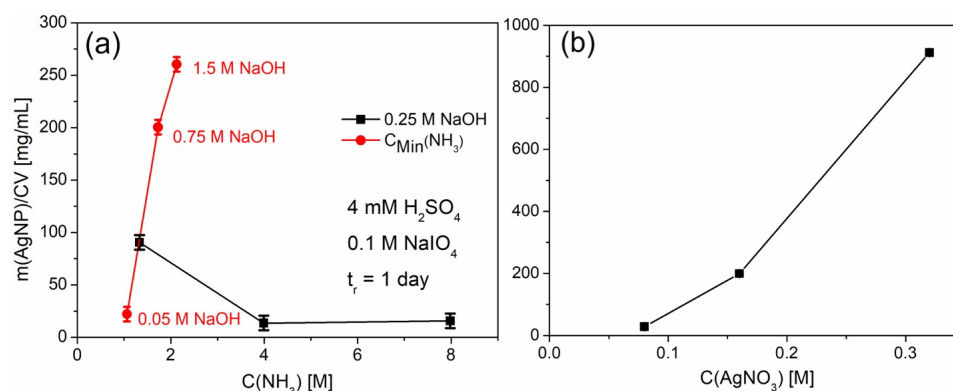 (a)
300
250
200
150
100
50
0
0
2
4
6
8
m(AgNP)/CV [mg/mL]
C(NH₃) [M]
1.5 M NaOH
0.75 M NaOH
0.05 M NaOH
0.25 M NaOH
C_Min(NH₃)
4 mM H₂SO₄
0.1 M NaIO₄
tᵣ = 1 day
(b)
1000
800
600
400
200
0
0.0
0.1
0.2
0.3
C(AgNO₃) [M]